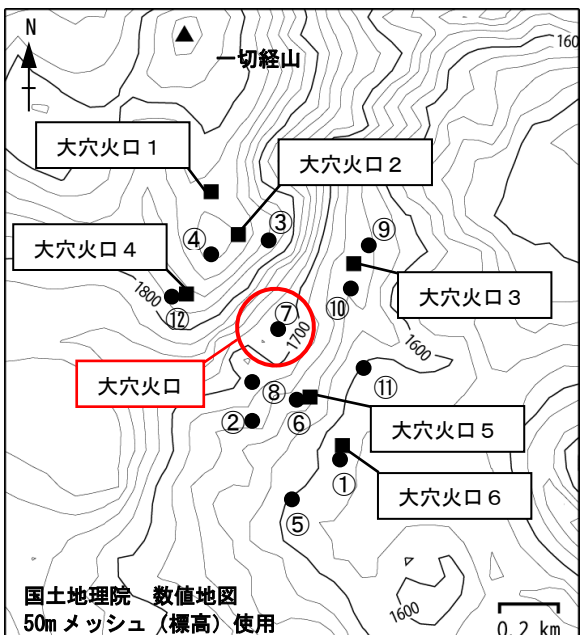 N
一切経山
160
大穴火口1
大穴火口2
④
③
⑨
大穴火口4
⑫
1800
⑩
大穴火口3
⑦
1700
1600
大穴火口
⑧
⑪
②
⑥
大穴火口5
①
大穴火口6
⑤
国土地理院 数値地図
50mメッシュ(標高)使用
1600
0.2 km